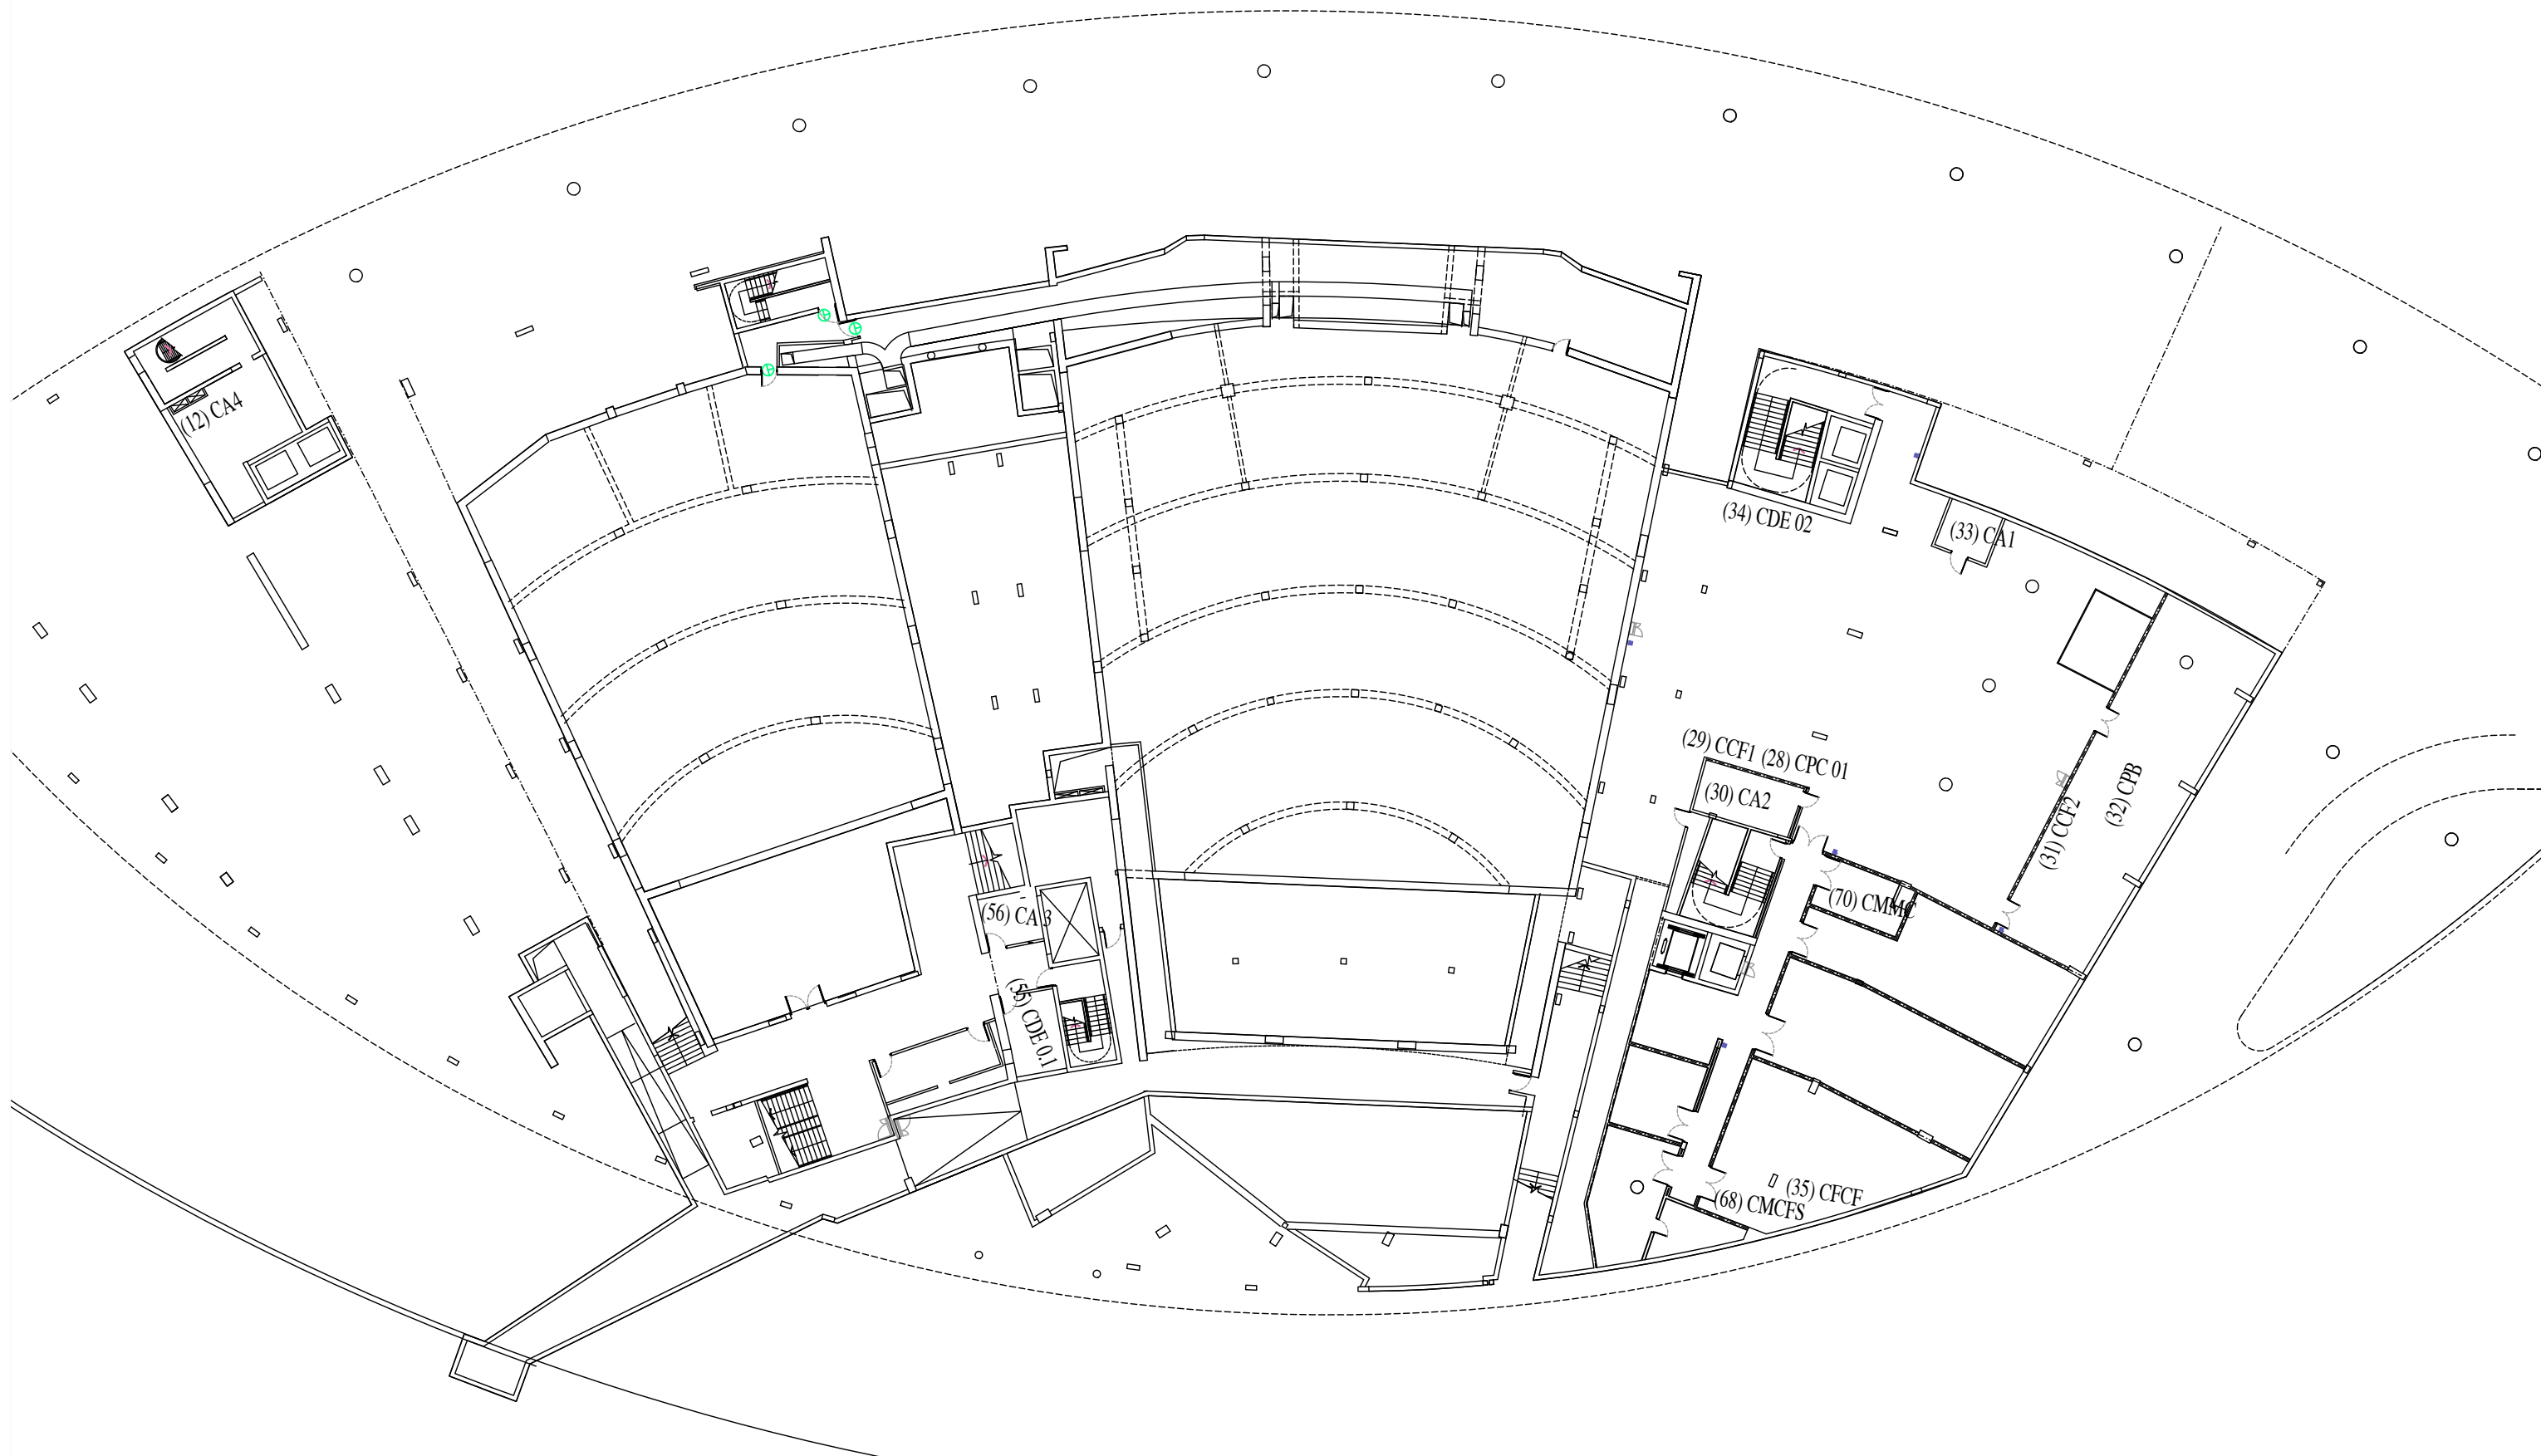 (12) CA4
(34) CDE 02
(33) CA1
(29) CCF1 (28) CPC 01
(30) CA2
(31) CCF2
(32) CPB
(70) CMMC
(56) CA 3
(55) CDE 0.1
(35) CFCF
(68) CMCFS